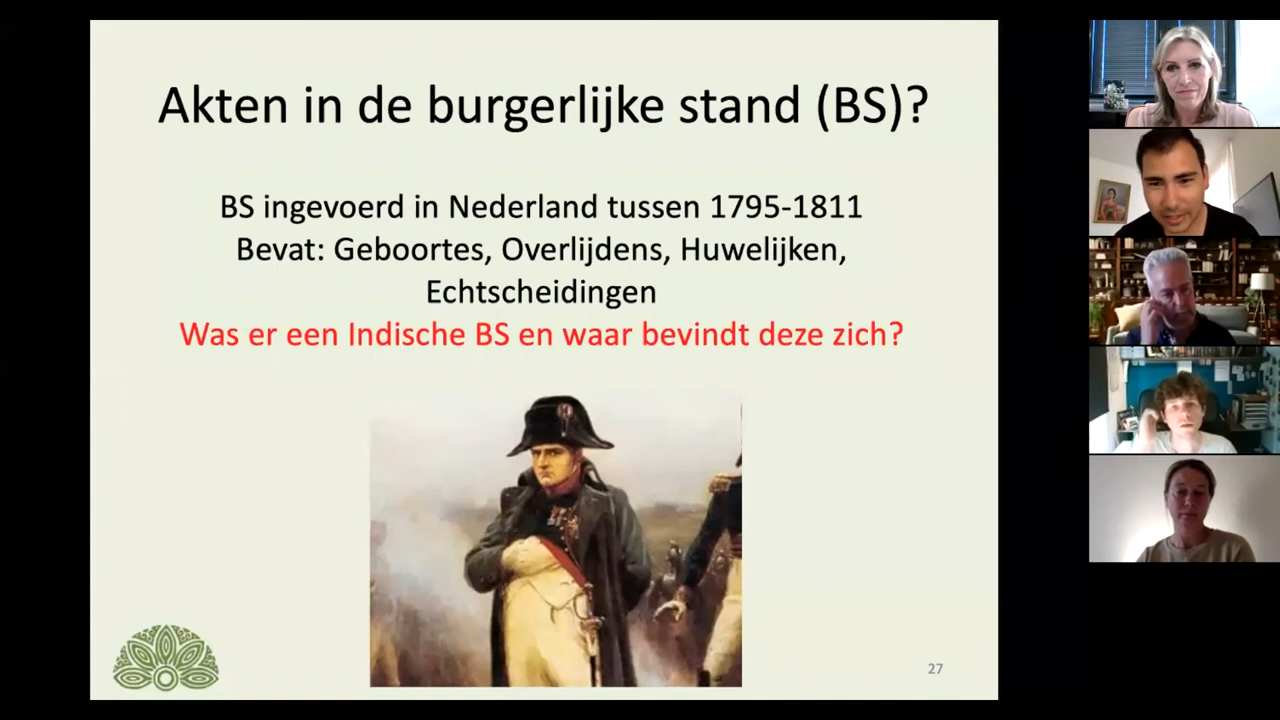 Akten in de burgerlijke stand (BS)?
BS ingevoerd in Nederland tussen 1795-1811
Bevat: Geboortes, Overlijdens, Huwelijken,
Echtscheidingen
Was er een Indische BS en waar bevindt deze zich?
27